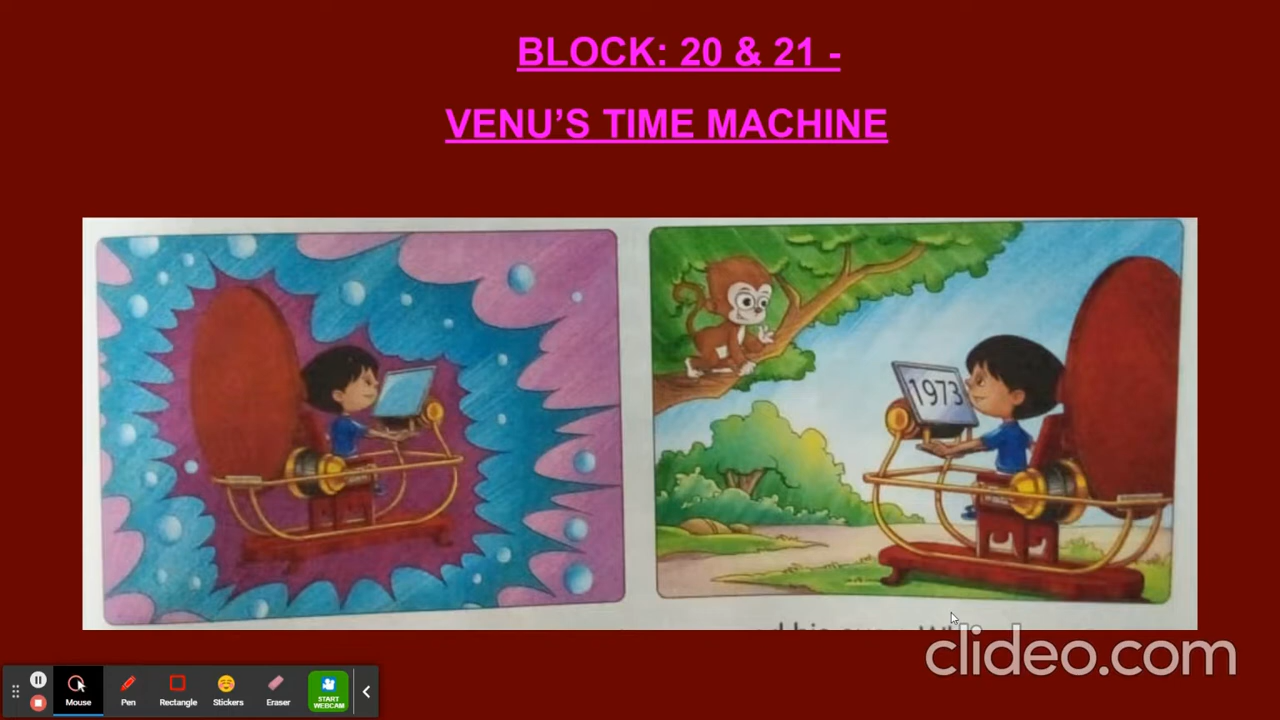 BLOCK: 20 & 21 -
VENU'S TIME MACHINE
1973
clideo.com
Mouse
Pen
Rectangle
Stickers
Eraser
START
WEBCAM